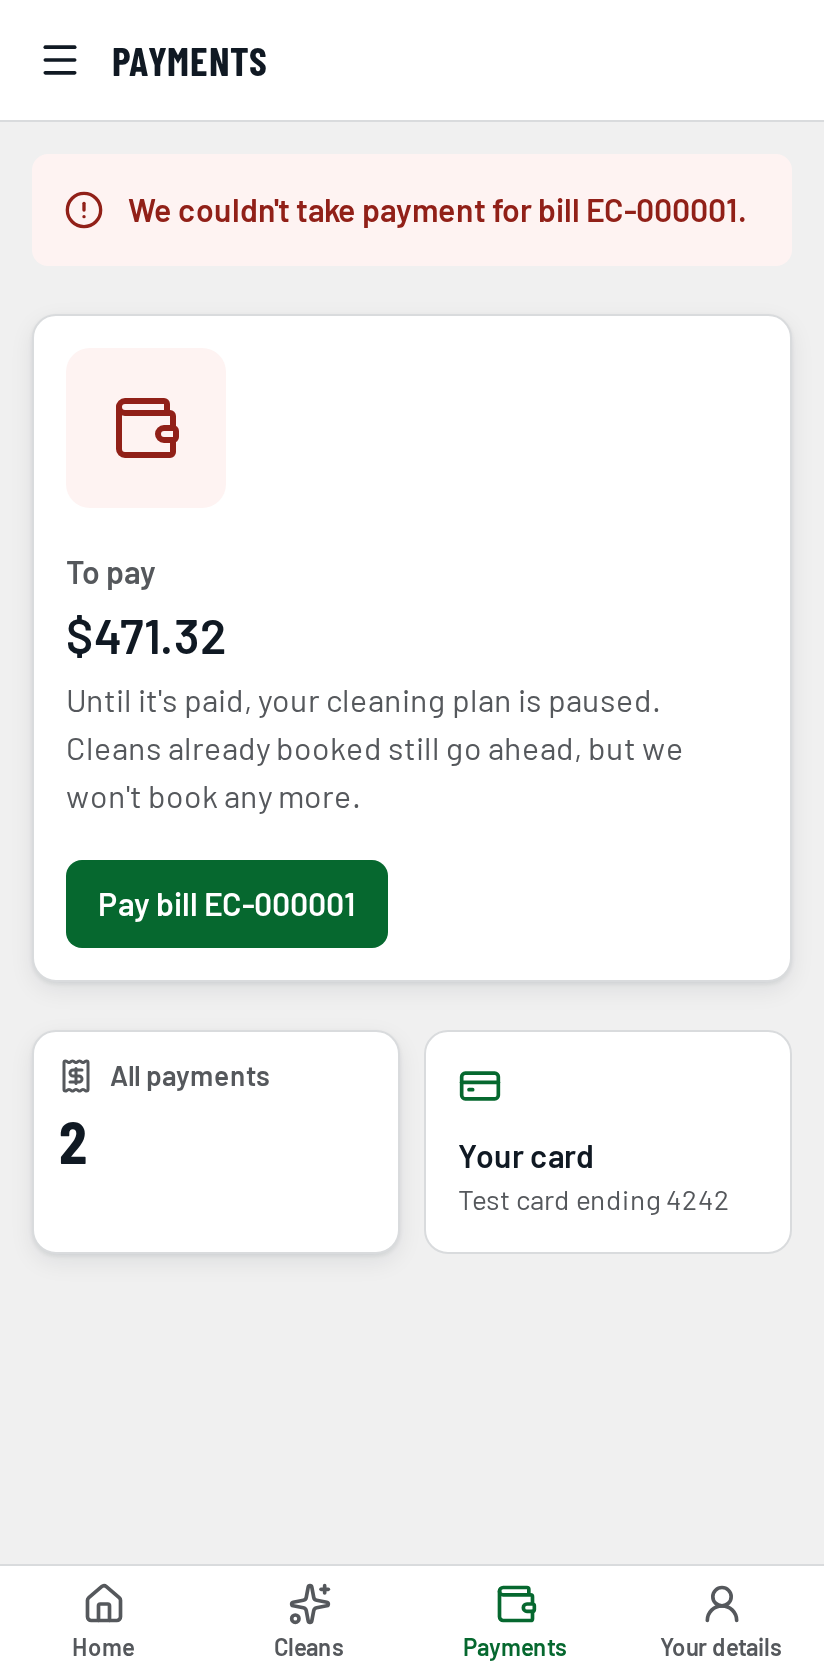 PAYMENTS
We couldn't take payment for bill EC-000001.
To pay
$471.32
Until it's paid, your cleaning plan is paused.
Cleans already booked still go ahead, but we
won't book any more.
Pay bill EC-000001
All payments
2
Your card
Test card ending 4242
Home
Cleans
Payments
Your details